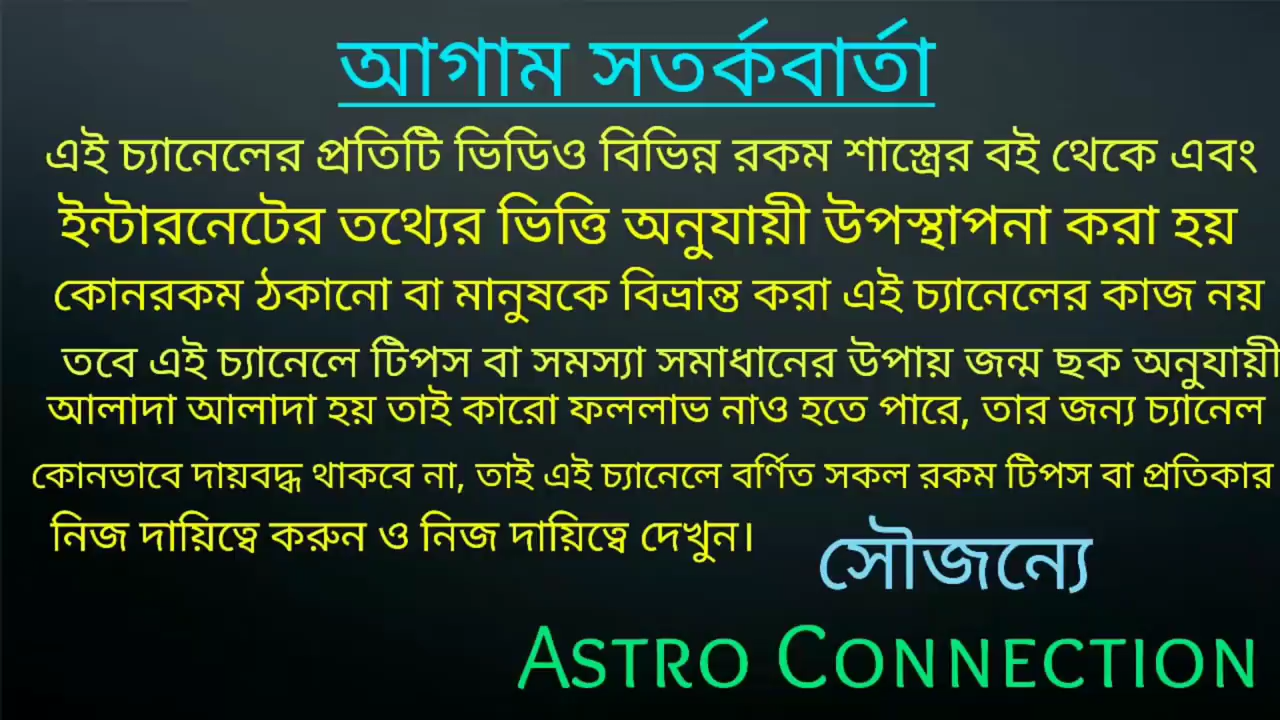 আগাম সতর্কবার্তা
এই চ্যানেলের প্রতিটি ভিডিও বিভিন্ন রকম শাস্ত্রের বই থেকে এবং
ইন্টারনেটের তথ্যের ভিত্তি অনুযায়ী উপস্থাপনা করা হয়
কোনরকম ঠকানো বা মানুষকে বিভ্রান্ত করা এই চ্যানেলের কাজ নয়
তবে এই চ্যানেলে টিপস বা সমস্যা সমাধানের উপায় জন্ম ছক অনুযায়ী
আলাদা আলাদা হয় তাই কারো ফললাভ নাও হতে পারে, তার জন্য চ্যানেল
কোনভাবে দায়বদ্ধ থাকবে না, তাই এই চ্যানেলে বর্ণিত সকল রকম টিপস বা প্রতিকার
নিজ দায়িত্বে করুন ও নিজ দায়িত্বে দেখুন।
সৌজন্যে
ASTRO CONNECTION